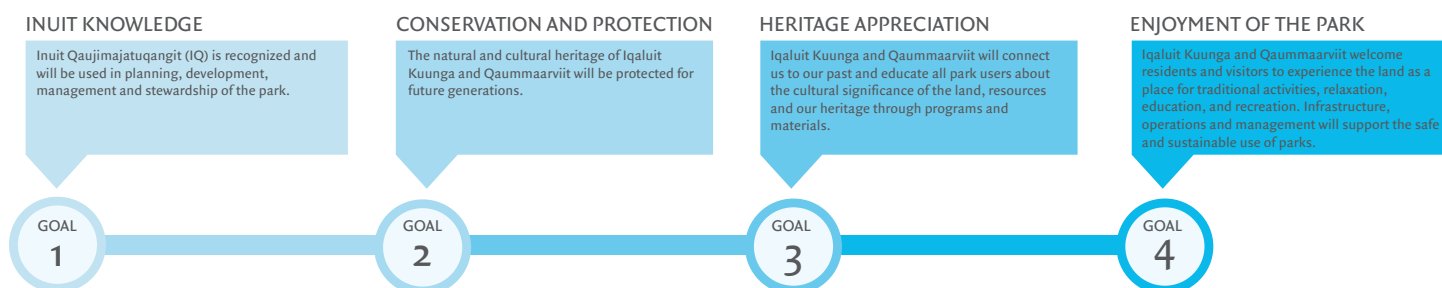 INUIT KNOWLEDGE
Inuit Qaujimajatuqangit (IQ) is recognized and
will be used in planning, development,
management and stewardship of the park.
GOAL
1
CONSERVATION AND PROTECTION
The natural and cultural heritage of Iqaluit
Kuunga and Qaummaarviit will be protected for
future generations.
GOAL
2
HERITAGE APPRECIATION
Iqaluit Kuunga and Qaummaarviit will connect
us to our past and educate all park users about
the cultural significance of the land, resources
and our heritage through programs and
materials.
GOAL
3
ENJOYMENT OF THE PARK
Iqaluit Kuunga and Qaummaarviit welcome
residents and visitors to experience the land as a
place for traditional activities, relaxation,
education, and recreation. Infrastructure,
operations and management will support the safe
and sustainable use of parks.
GOAL
4